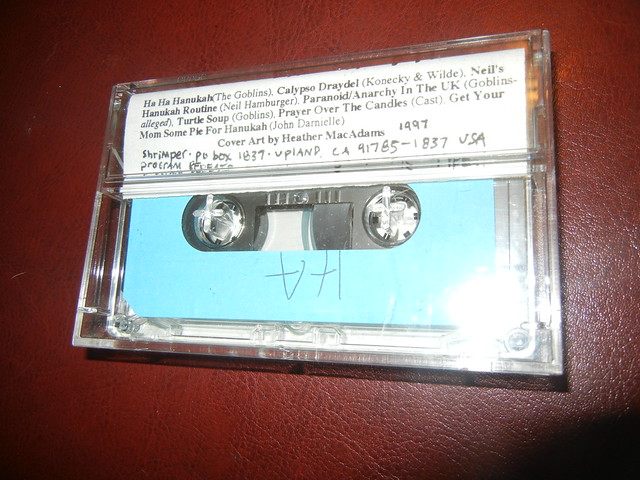 Ha Ha Hanukah(The Goblins), Calypso Draydel (Konecky & Wilde), Neil's
Hanukah Routine (Neil Hamburger), Paranoid/Anarchy In The UK (Goblins-
alleged), Turtle Soup (Goblins), Prayer Over The Candles (Cast), Get Your
Mom Some Pie For Hanukah (John Darnielle)
Cover Art by Heather MacAdams 1997
Shrimper · po box 1837 · UPLAND, CA 91785-1837 USA
program
HA